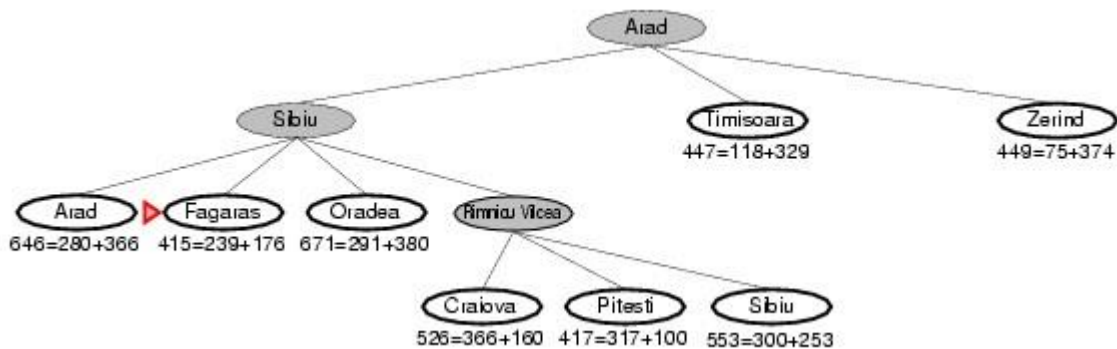 Arad
Sibiu
Timisoara
Zerind
447=118+329
449=75+374
Arad
Fagaras
Oradea
Rimnicu Vilcea
646=280+366
415=239+176
671=291+380
Craiova
Pitesti
Sibiu
526=366+160
417=317+100
553=300+253